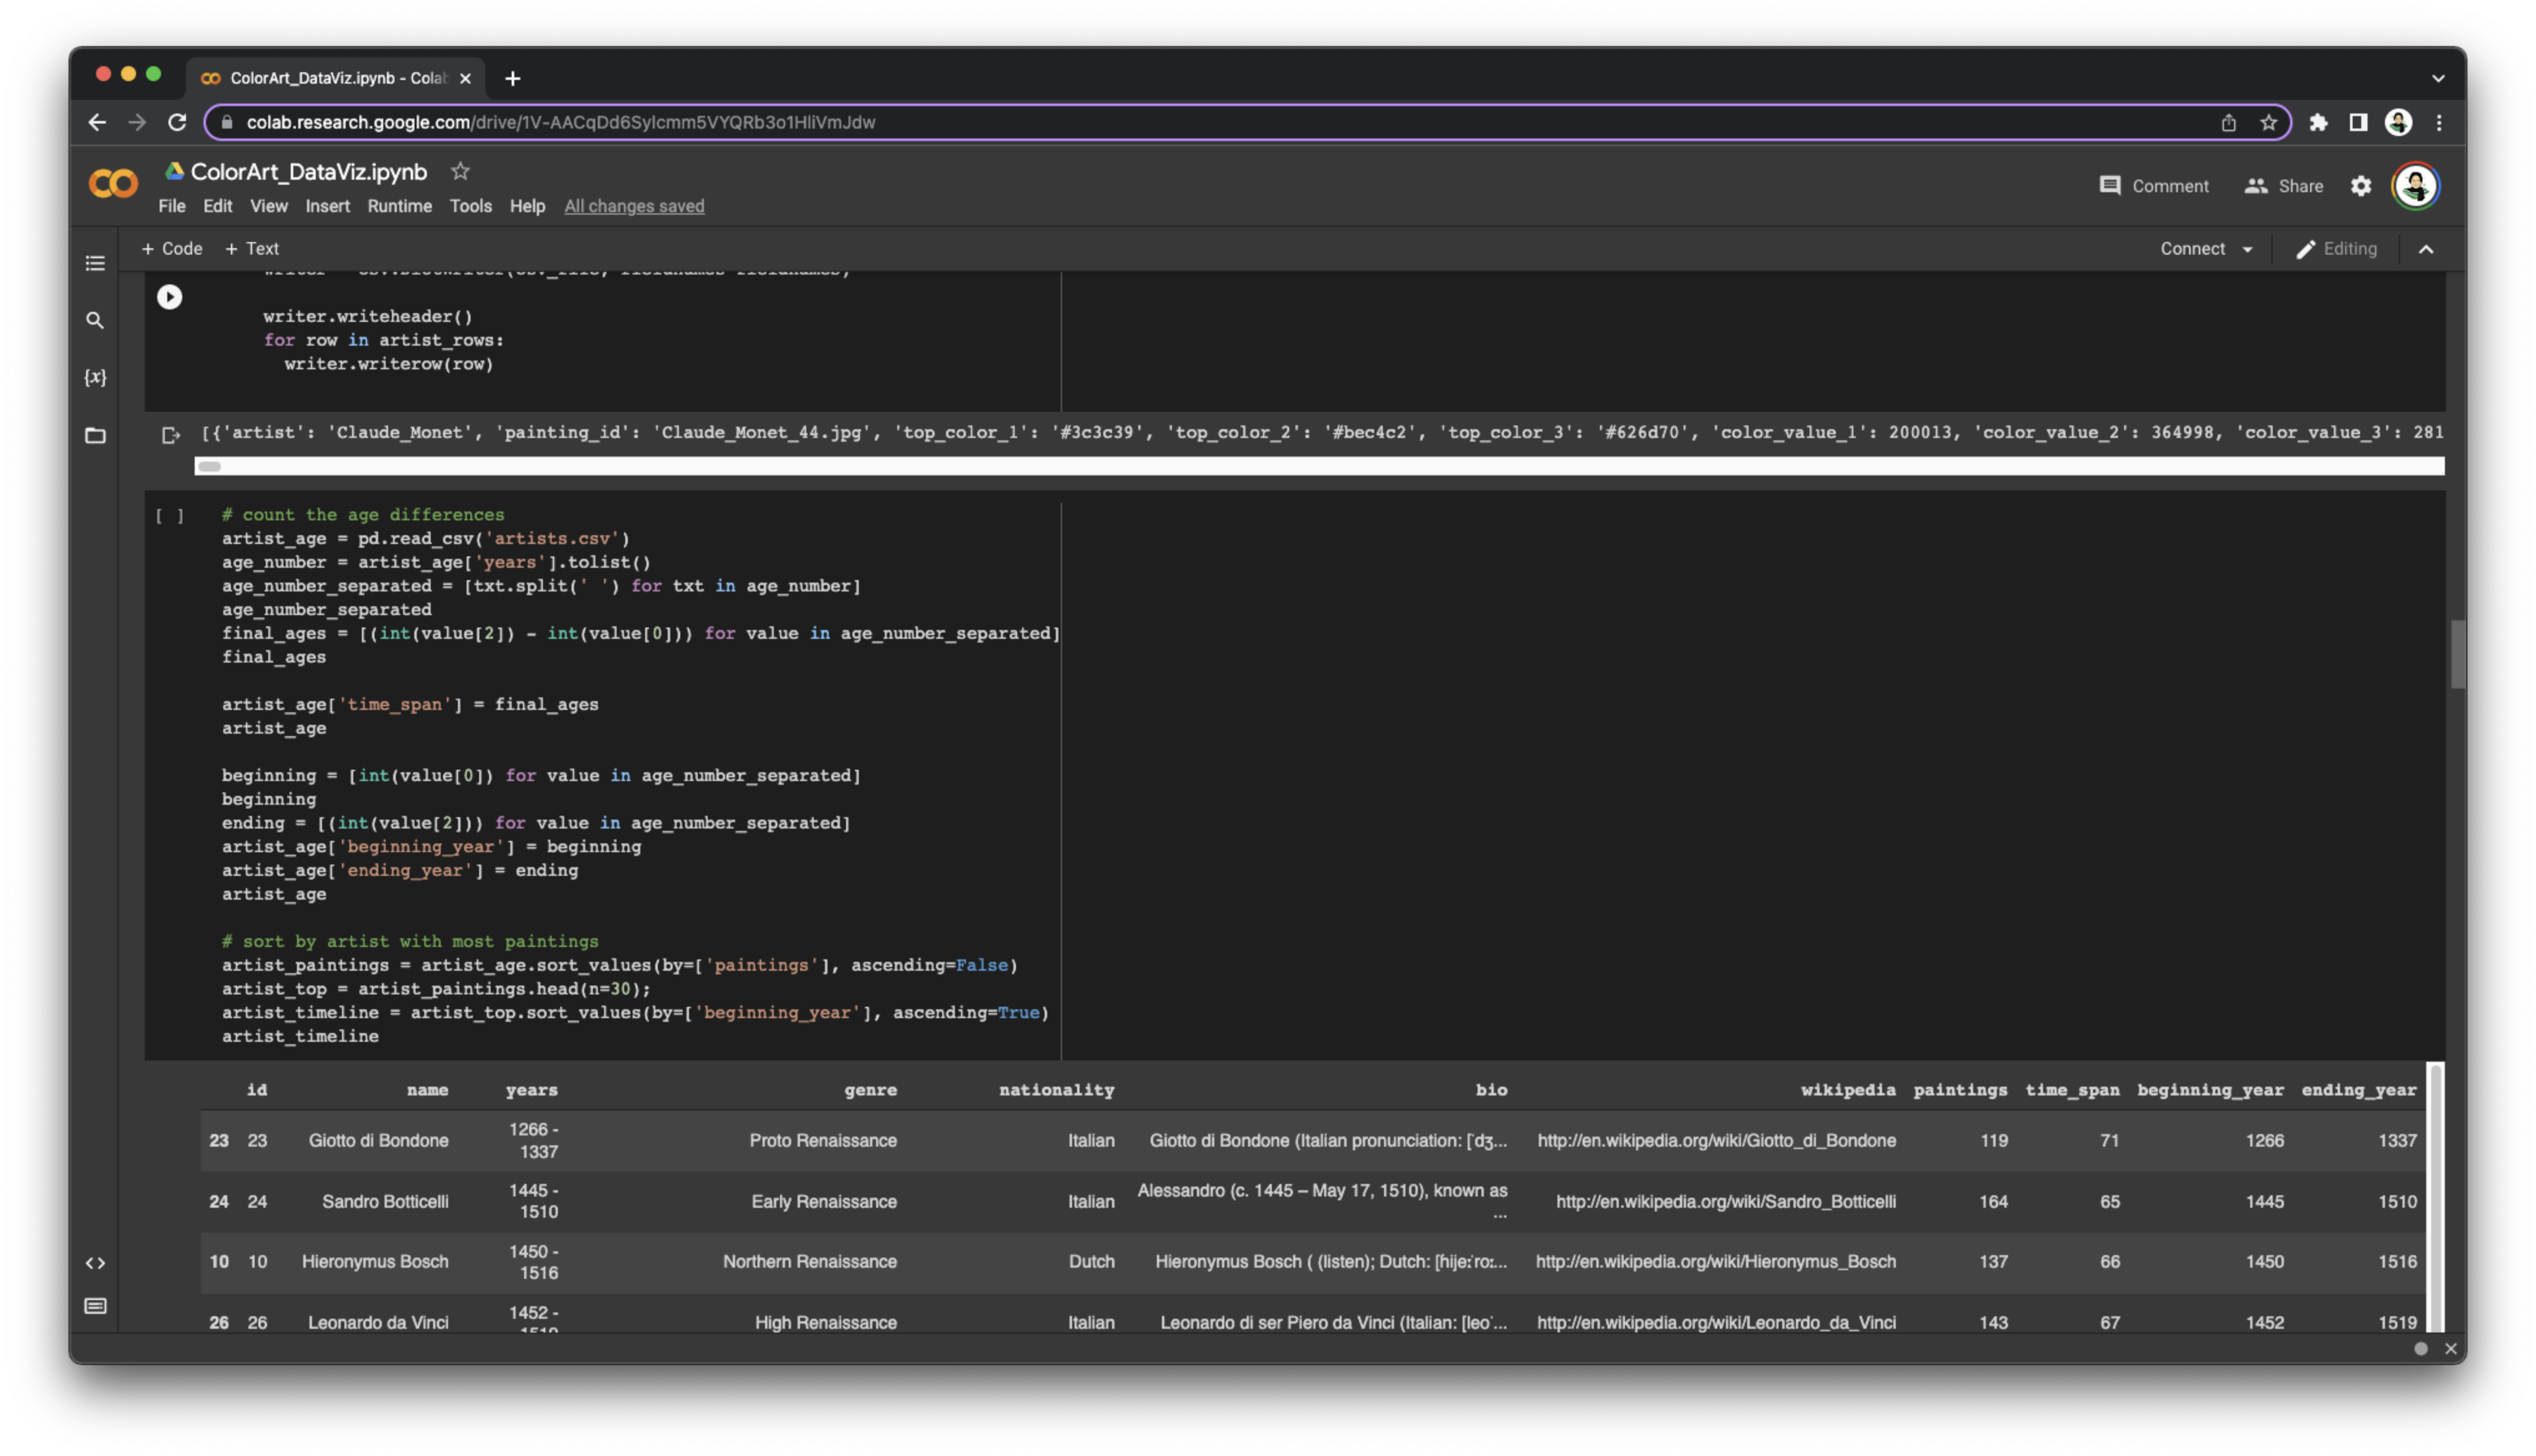 ColorArt_DataViz.ipynb - Colab
colab.research.google.com/drive/1V-AACqDd6Sylcmm5VYQRb3o1HliVmJdw
ColorArt_DataViz.ipynb
Comment Share
File Edit View Insert Runtime Tools Help All changes saved
+ Code + Text Connect Editing
writer.writeheader()
for row in artist_rows:
writer.writerow(row)
[{'artist': 'Claude_Monet', 'painting_id': 'Claude_Monet_44.jpg', 'top_color_1': '#3c3c39', 'top_color_2': '#bec4c2', 'top_color_3': '#626d70', 'color_value_1': 200013, 'color_value_2': 364998, 'color_value_3': 281
[ ] # count the age differences
artist_age = pd.read_csv('artists.csv')
age_number = artist_age['years'].tolist()
age_number_separated = [txt.split(' ') for txt in age_number]
age_number_separated
final_ages = [(int(value[2]) - int(value[0])) for value in age_number_separated]
final_ages
artist_age['time_span'] = final_ages
artist_age
beginning = [int(value[0]) for value in age_number_separated]
beginning
ending = [(int(value[2])) for value in age_number_separated]
artist_age['beginning_year'] = beginning
artist_age['ending_year'] = ending
artist_age
# sort by artist with most paintings
artist_paintings = artist_age.sort_values(by=['paintings'], ascending=False)
artist_top = artist_paintings.head(n=30);
artist_timeline = artist_top.sort_values(by=['beginning_year'], ascending=True)
artist_timeline
id name years genre nationality bio wikipedia paintings time_span beginning_year ending_year
23 23 Giotto di Bondone 1266 - 1337 Proto Renaissance Italian Giotto di Bondone (Italian pronunciation: [ˈdʒ... http://en.wikipedia.org/wiki/Giotto_di_Bondone 119 71 1266 1337
24 24 Sandro Botticelli 1445 - 1510 Early Renaissance Italian Alessandro (c. 1445 – May 17, 1510), known as ... http://en.wikipedia.org/wiki/Sandro_Botticelli 164 65 1445 1510
10 10 Hieronymus Bosch 1450 - 1516 Northern Renaissance Dutch Hieronymus Bosch ( (listen); Dutch: [ɦijeːˈroː... http://en.wikipedia.org/wiki/Hieronymus_Bosch 137 66 1450 1516
26 26 Leonardo da Vinci 1452 - 1519 High Renaissance Italian Leonardo di ser Piero da Vinci (Italian: [leoˈ... http://en.wikipedia.org/wiki/Leonardo_da_Vinci 143 67 1452 1519